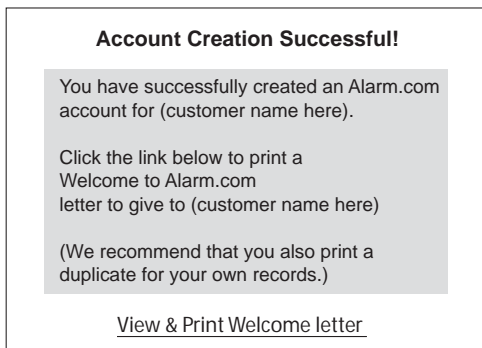 Account Creation Successful!
You have successfully created an Alarm.com
account for (customer name here).
Click the link below to print a
Welcome to Alarm.com
letter to give to (customer name here)
(We recommend that you also print a
duplicate for your own records.)
View & Print Welcome letter